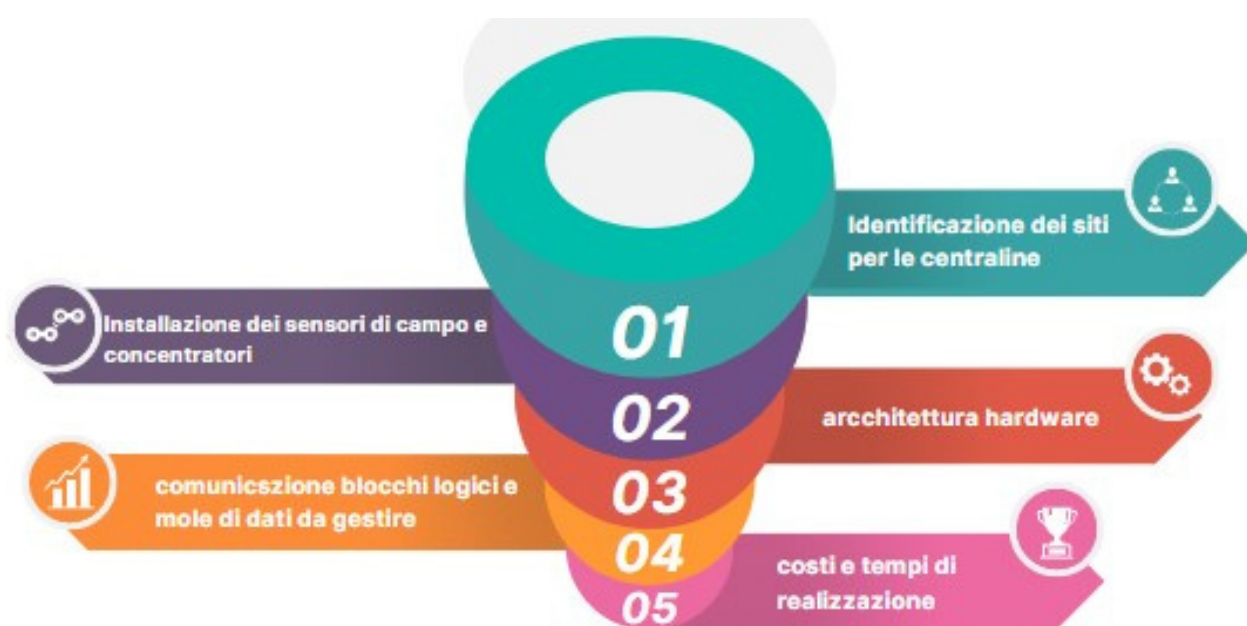 01
Identificazione dei siti
per le centraline
02
Installazione dei sensori di campo e
concentratori
03
arcchitettura hardware
04
comunicszione blocchi logici e
mole di dati da gestire
05
costi e tempi di
realizzazione